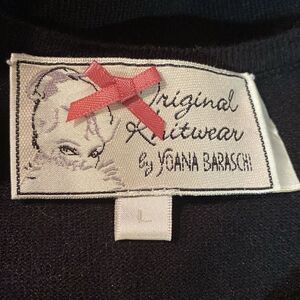 Original
Knitwear
by YOANA BARASCHI
L